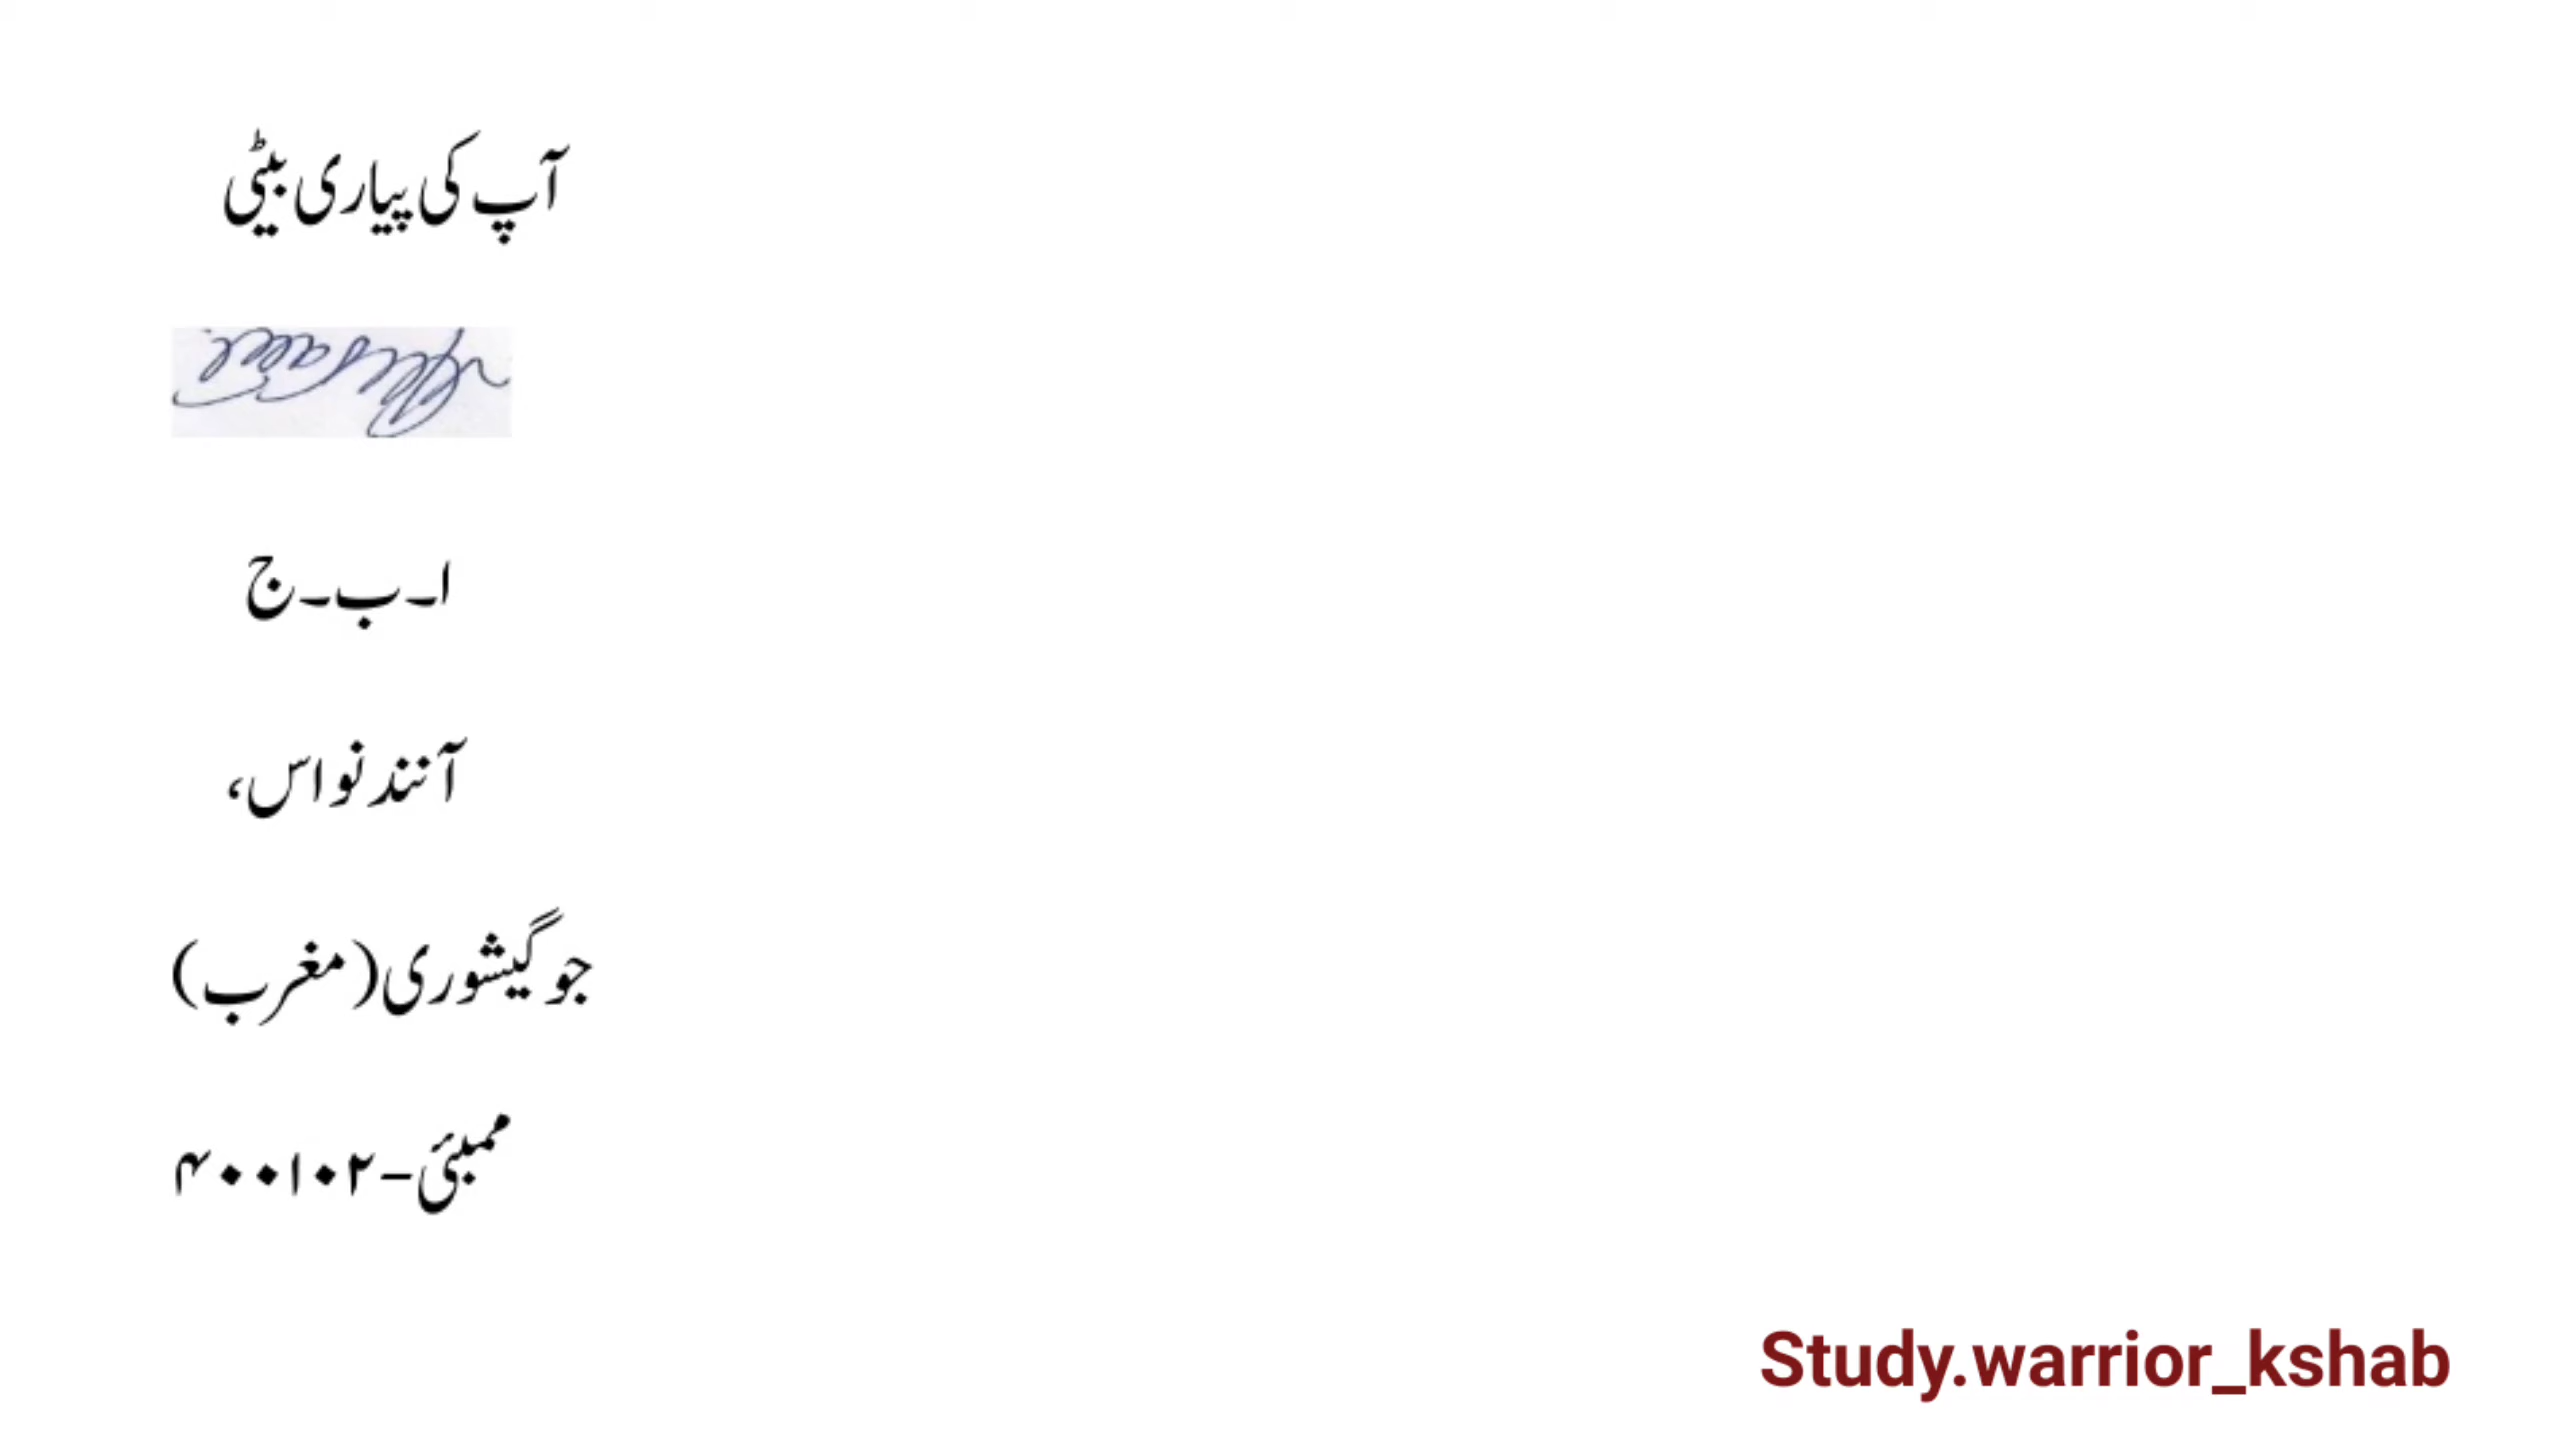 آپ کی پیاری بیٹی
ا۔ب۔ج
آنند نواس،
جوگیشوری (مغرب)
ممبئی-۴۰۰۱۰۲
Study.warrior_kshab